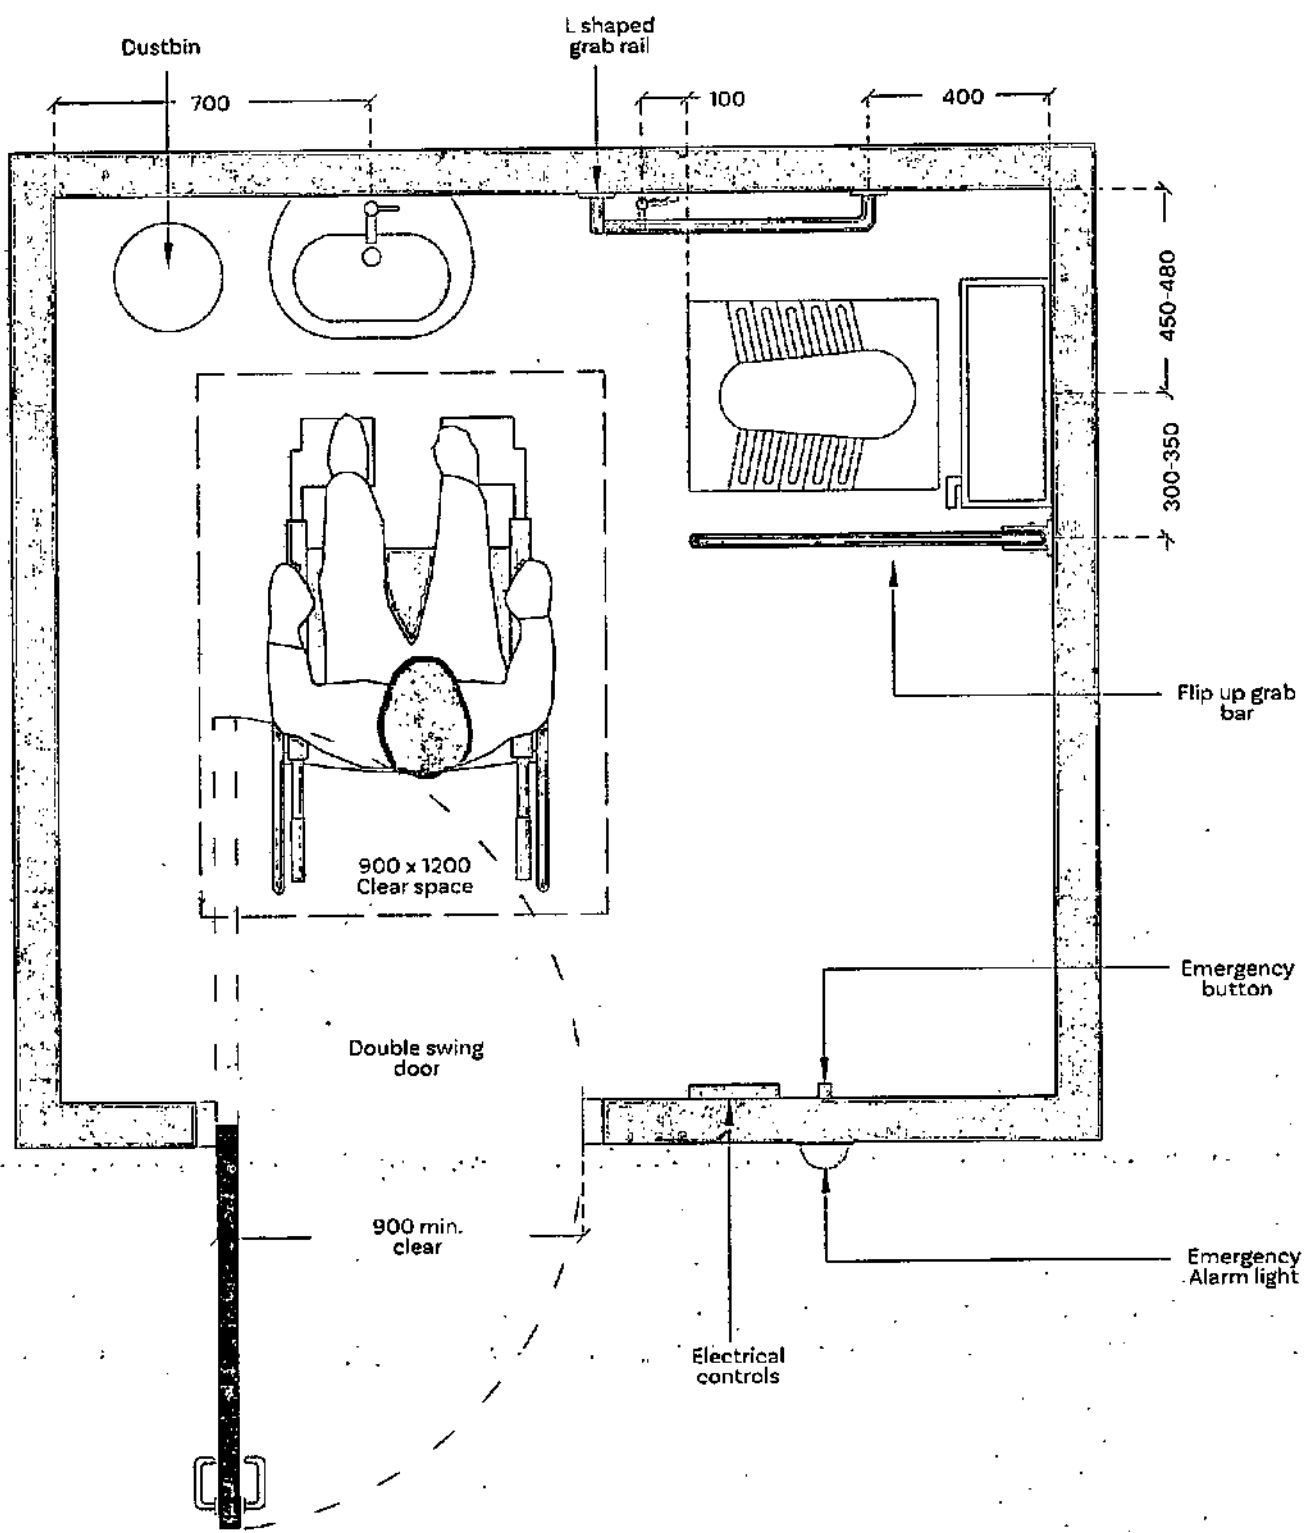 L shaped
grab rail
Dustbin
700
100
400
450-480
300-350
Flip up grab
bar
900 x 1200
Clear space
Emergency
button
Double swing
door
900 min.
clear
Emergency
Alarm light
Electrical
controls